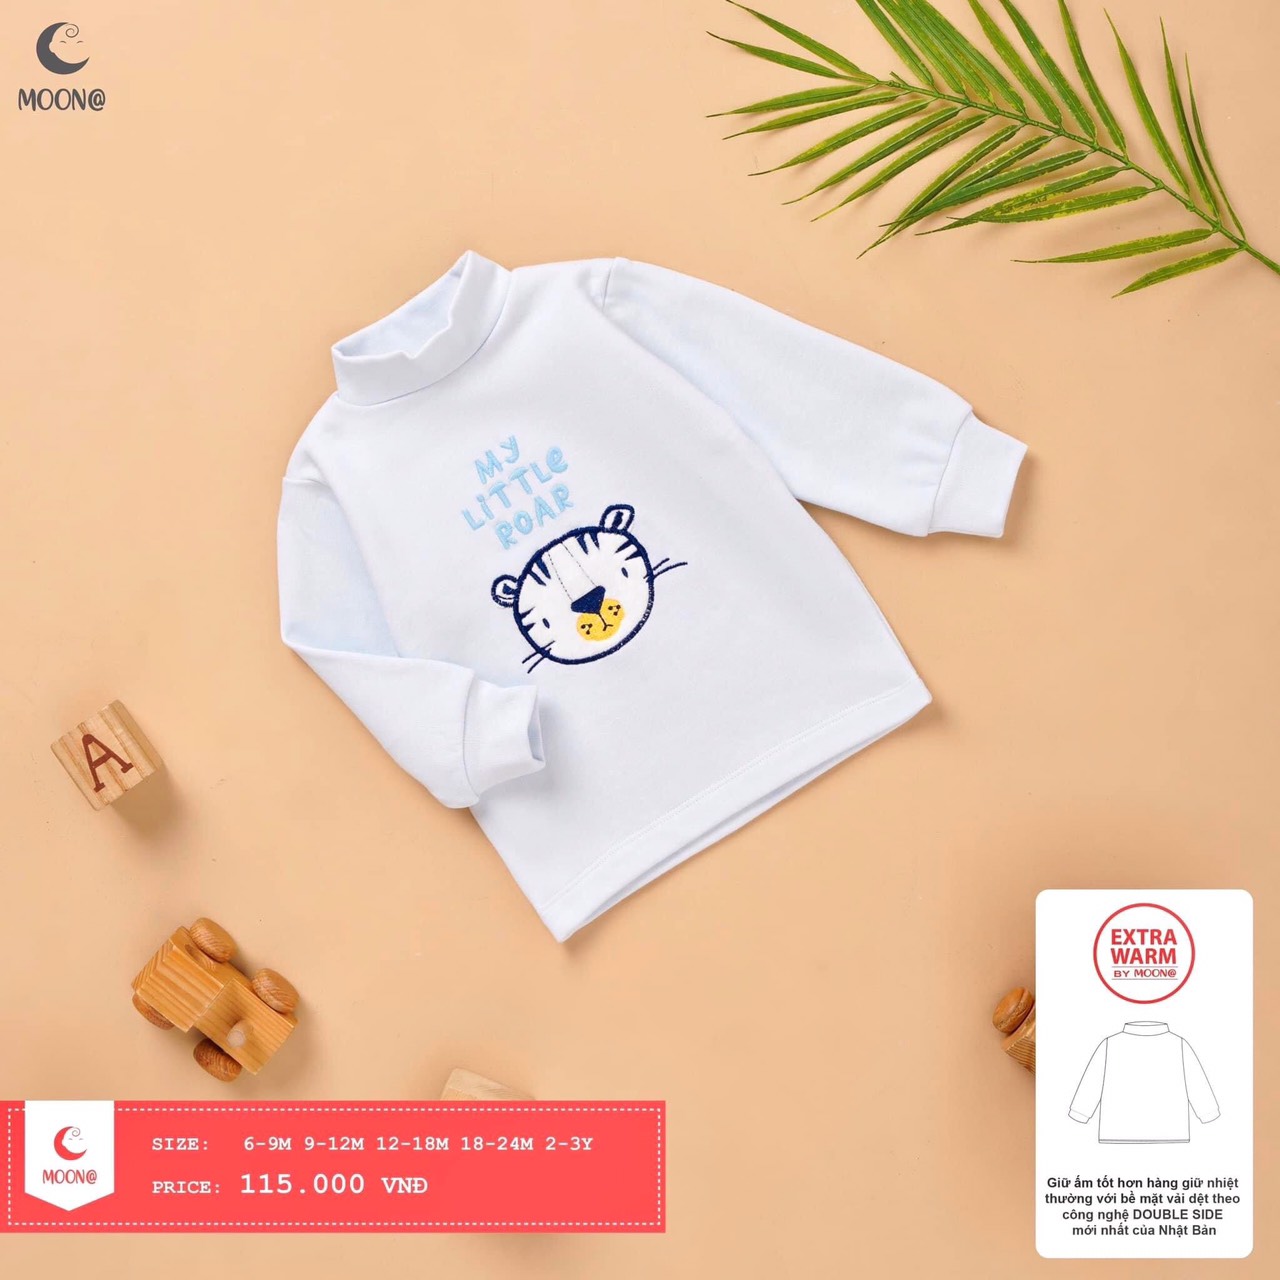 MOON@
MY
LiTTLe
ROAR
A
EXTRA
WARM
BY MOON@
Giữ ấm tốt hơn hàng giữ nhiệt
thường với bề mặt vải dệt theo
công nghệ DOUBLE SIDE
mới nhất của Nhật Bản
MOON@
SIZE: 6-9M 9-12M 12-18M 18-24M 2-3Y
PRICE: 115.000 VNĐ